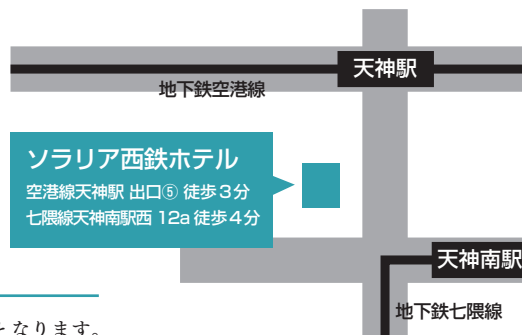 天神駅
地下鉄空港線
ソラリア西鉄ホテル
空港線天神駅 出口⑤ 徒歩3分
七隈線天神南駅西 12a 徒歩4分
天神南駅
地下鉄七隈線
なります。